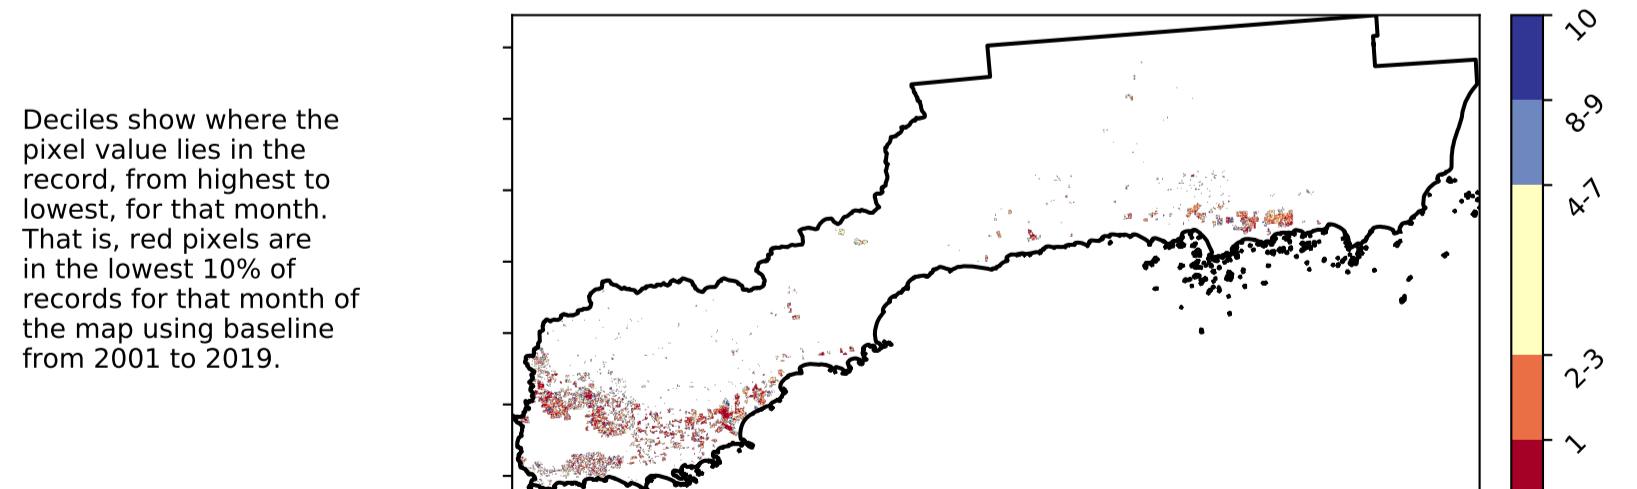 Deciles show where the
pixel value lies in the
record, from highest to
lowest, for that month.
That is, red pixels are
in the lowest 10% of
records for that month of
the map using baseline
from 2001 to 2019.
10
8-9
4-7
2-3
1